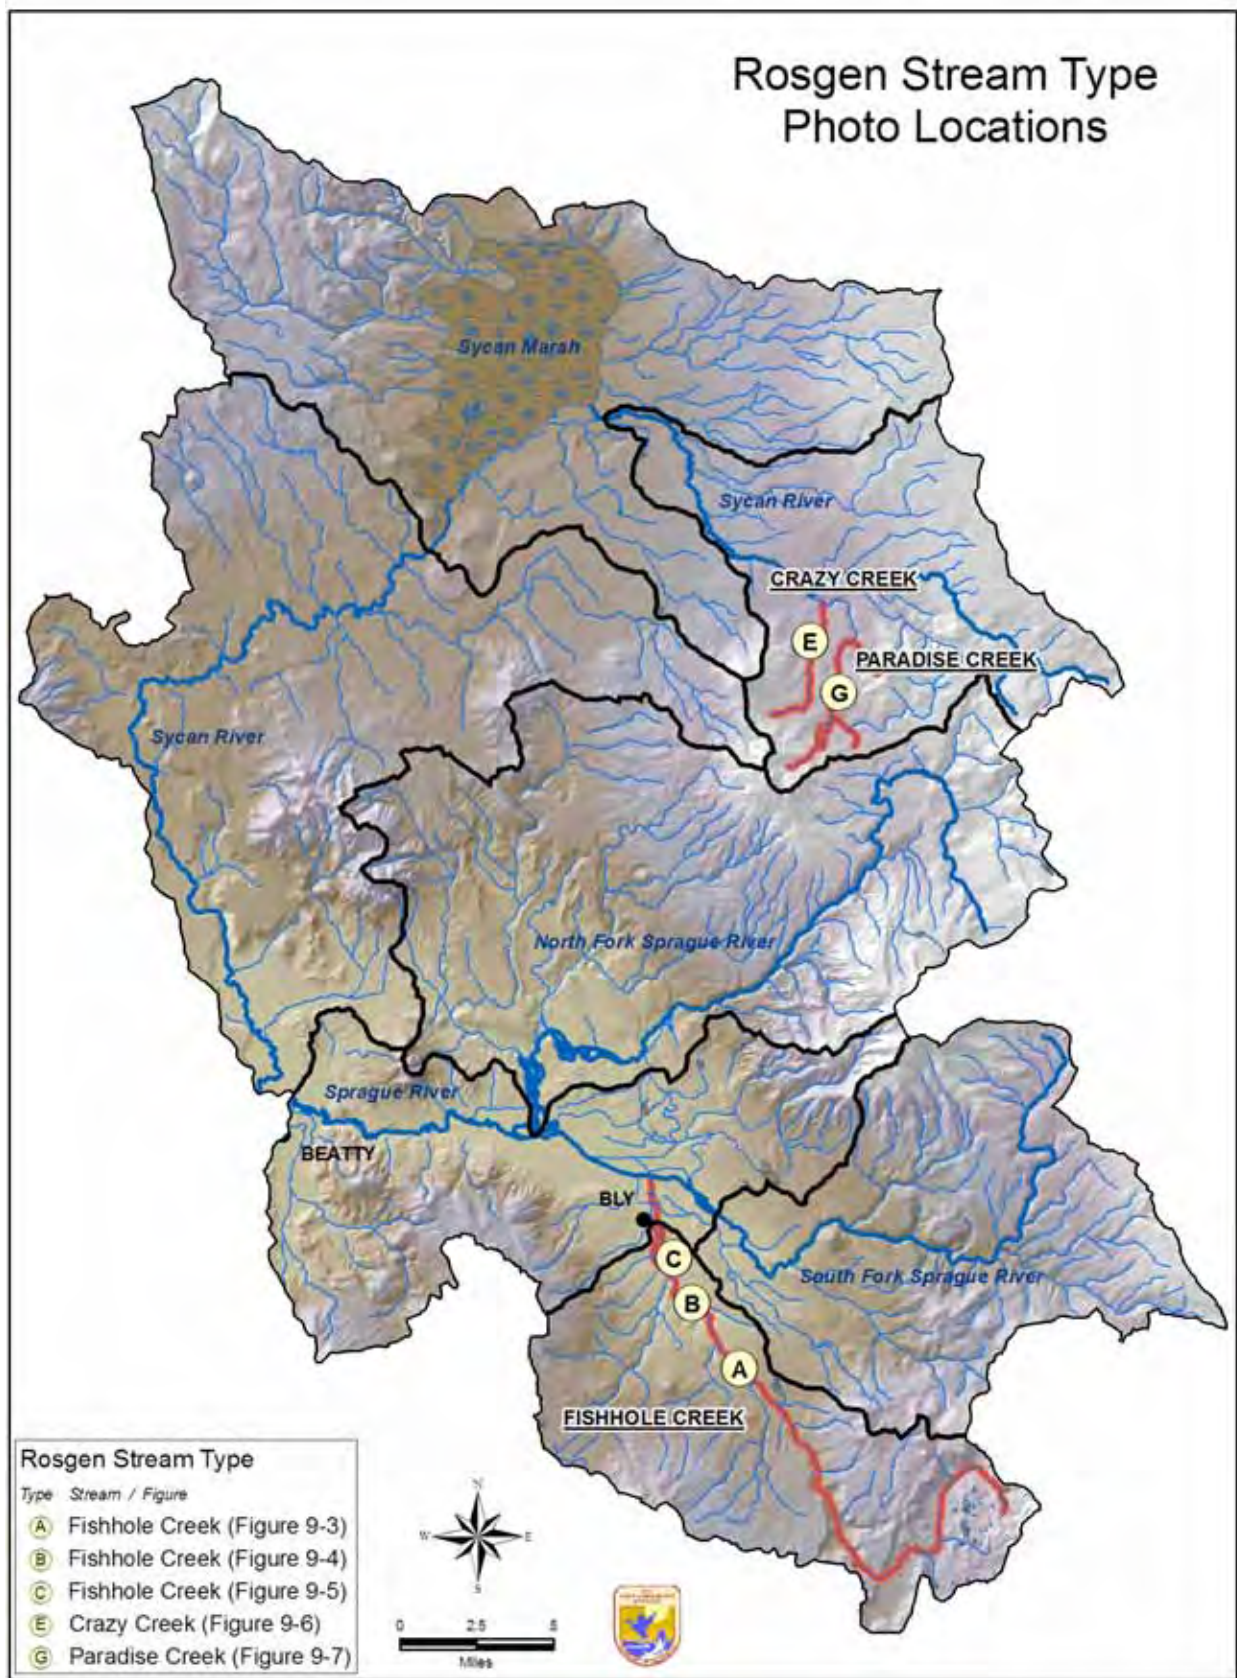 Rosgen Stream Type
Photo Locations
Sycan Marah
Sycan River
CRAZY CREEK
E
PARADISE CREEK
G
Sycan River
North Fork Sprague River
Sprague River
BEATTY
BLY
C
South Fork Sprague River
B
A
FISHHOLE CREEK
Rosgen Stream Type
Type Stream / Figure
A Fishhole Creek (Figure 9-3)
B Fishhole Creek (Figure 9-4)
C Fishhole Creek (Figure 9-5)
E Crazy Creek (Figure 9-6)
G Paradise Creek (Figure 9-7)
N
W E
S
0 2.5 5
Miles